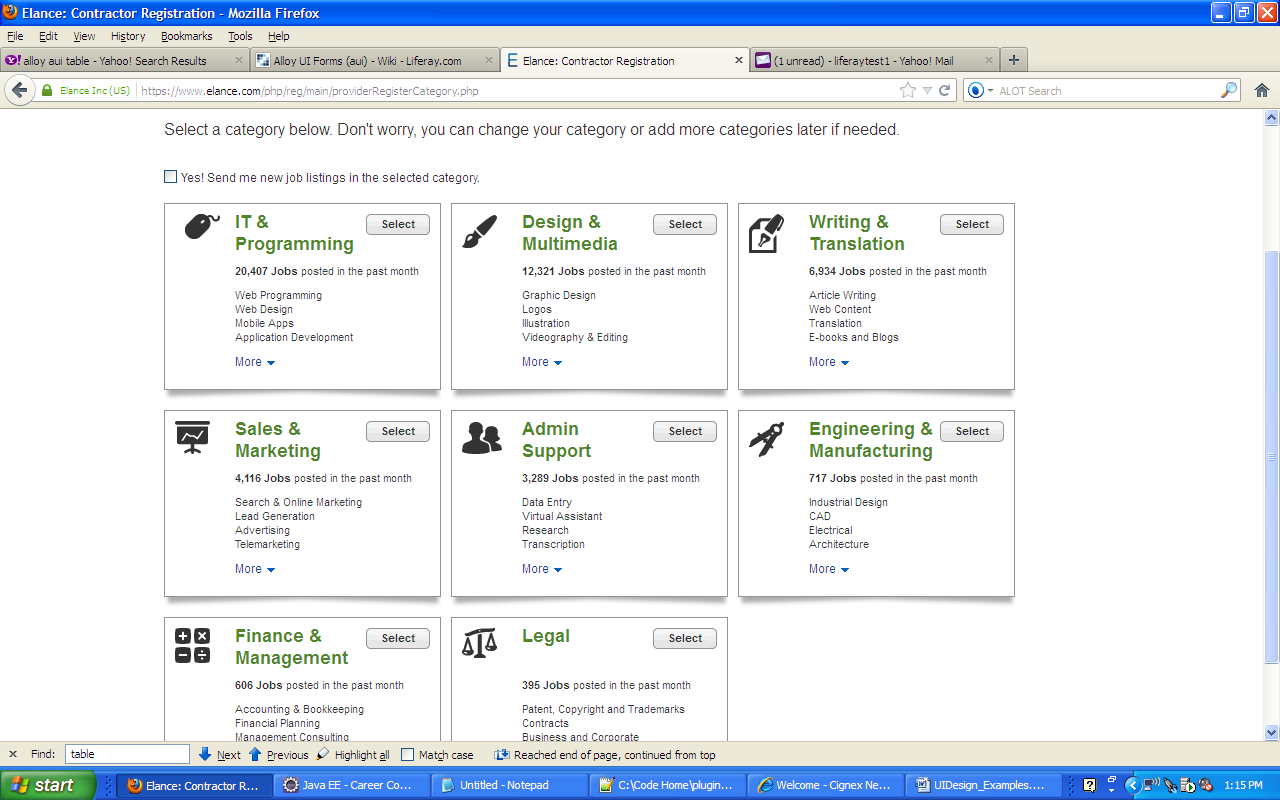 Elance: Contractor Registration - Mozilla Firefox
File Edit View History Bookmarks Tools Help
alloy aui table - Yahoo! Search Results
Alloy UI Forms (aui) - Wiki - Liferay.com
Elance: Contractor Registration
(1 unread) - liferaytest1 - Yahoo! Mail
Elance Inc (US) https://www.elance.com/php/reg/main/providerRegisterCategory.php
ALOT Search
Select a category below. Don't worry, you can change your category or add more categories later if needed.
Yes! Send me new job listings in the selected category.
IT &
Programming
Select
20,407 Jobs posted in the past month
Web Programming
Web Design
Mobile Apps
Application Development
More
Design &
Multimedia
Select
12,321 Jobs posted in the past month
Graphic Design
Logos
Illustration
Videography & Editing
More
Writing &
Translation
Select
6,934 Jobs posted in the past month
Article Writing
Web Content
Translation
E-books and Blogs
More
Sales &
Marketing
Select
4,116 Jobs posted in the past month
Search & Online Marketing
Lead Generation
Advertising
Telemarketing
More
Admin
Support
Select
3,289 Jobs posted in the past month
Data Entry
Virtual Assistant
Research
Transcription
More
Engineering &
Manufacturing
Select
717 Jobs posted in the past month
Industrial Design
CAD
Electrical
Architecture
More
Finance &
Management
Select
606 Jobs posted in the past month
Accounting & Bookkeeping
Financial Planning
Management Consulting
Legal
Select
395 Jobs posted in the past month
Patent, Copyright and Trademarks
Contracts
Business and Corporate
Find: table Next Previous Highlight all Match case Reached end of page, continued from top
start
Elance: Contractor R...
Java EE - Career Co...
Untitled - Notepad
C:\Code Home\plugin...
Welcome - Cignex Ne...
UIDesign_Examples....
1:15 PM